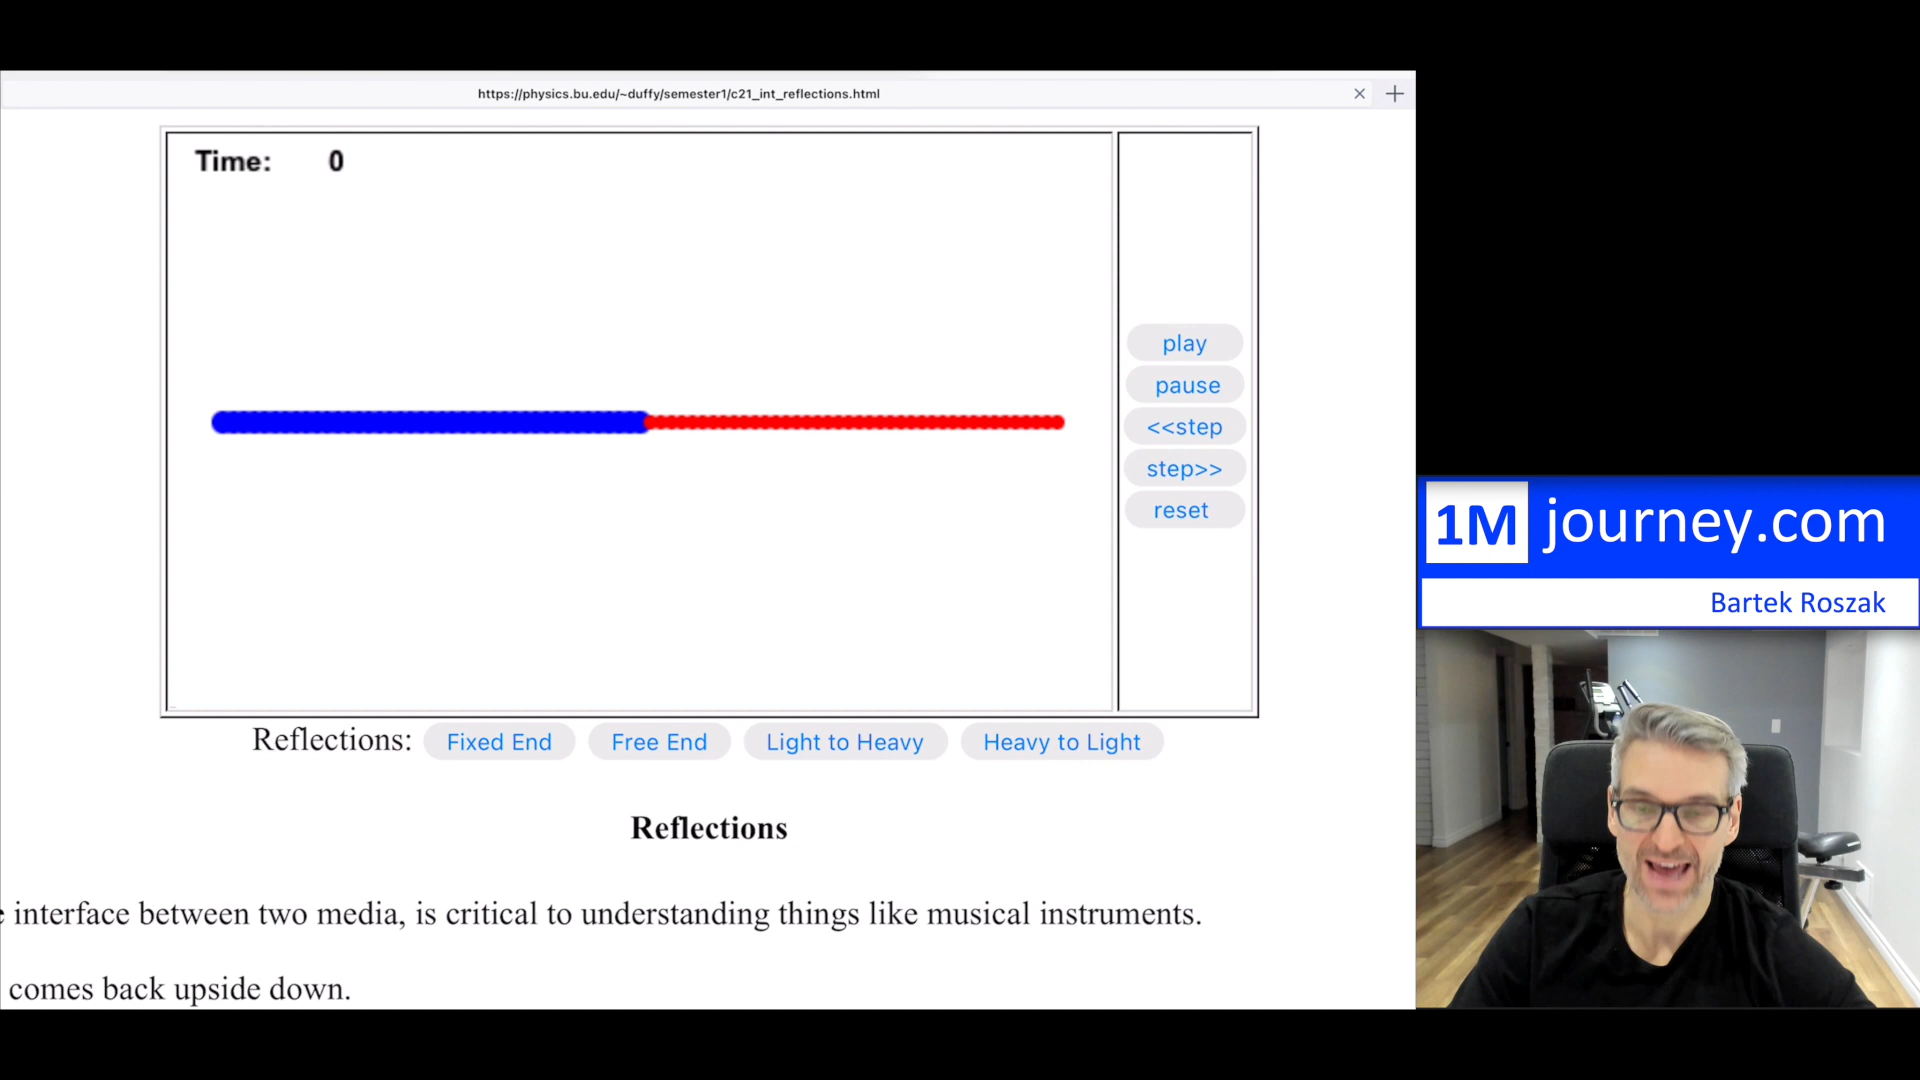 https://physics.bu.edu/~duffy/semester1/c21_int_reflections.html
Time: 0
play
pause
<<step
step>>
reset
1M journey.com
Bartek Roszak
Reflections: Fixed End Free End Light to Heavy Heavy to Light
Reflections
interface between two media, is critical to understanding things like musical instruments.
comes back upside down.